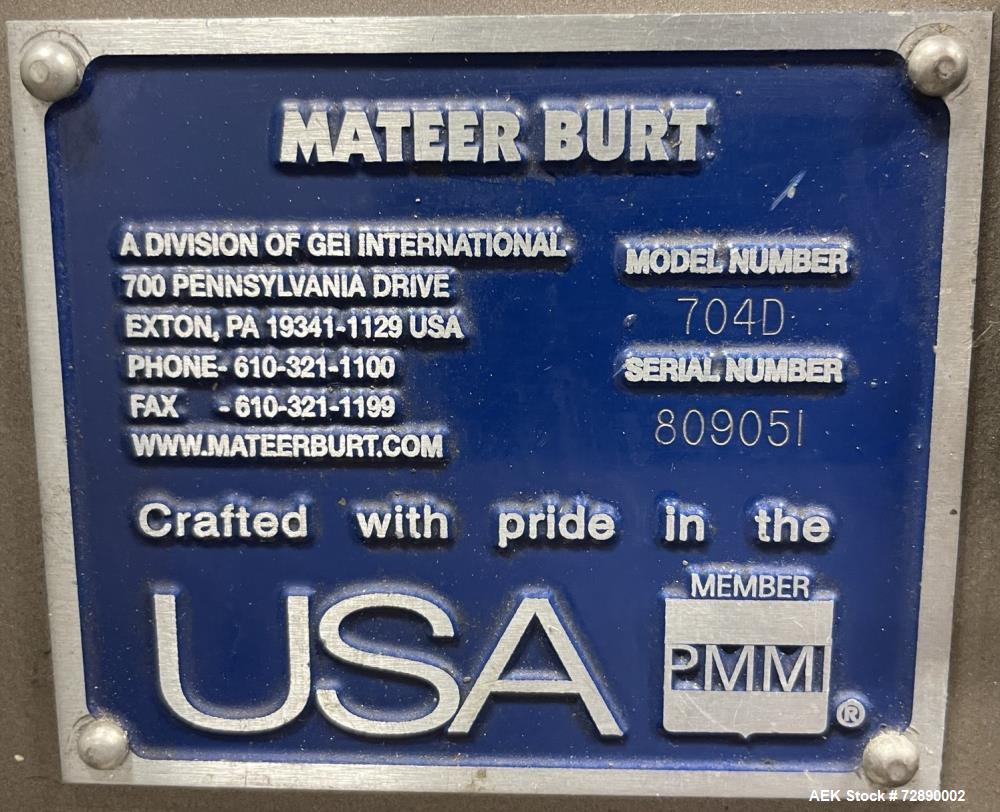 MATEER BURT
A DIVISION OF GEI INTERNATIONAL
700 PENNSYLVANIA DRIVE
EXTON, PA 19341-1129 USA
PHONE- 610-321-1100
FAX - 610-321-1199
WWW.MATEERBURT.COM
MODEL NUMBER
704D
SERIAL NUMBER
809051
Crafted with pride in the
USA
MEMBER
PMMI
®
AEK Stock # 72890002